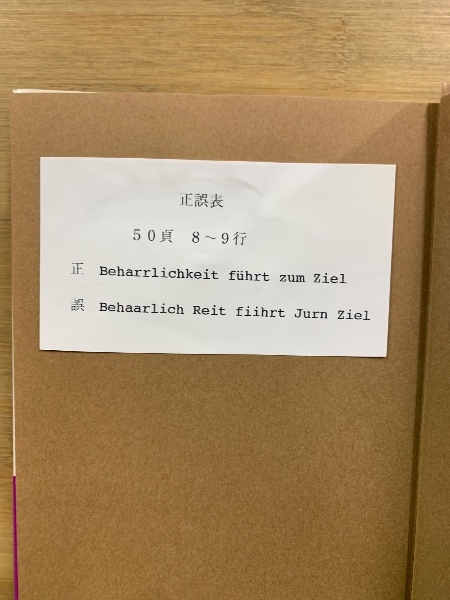 正誤表
５０頁　８～９行
正　Beharrlichkeit führt zum Ziel
誤　Behaarlich Reit fiihrt Jurn Ziel